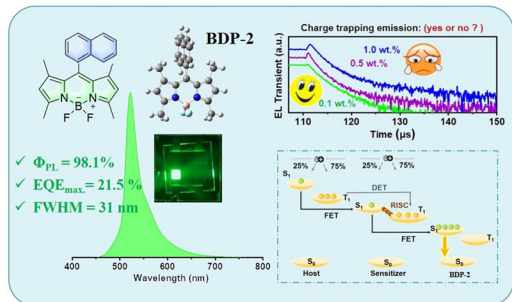 BDP-2
N
N
B
F
F
✓ Φ_PL = 98.1%
✓ EQE_max. = 21.5 %
✓ FWHM = 31 nm
400 500 600 700 800
Wavelength (nm)
Charge trapping emission: (yes or no ? )
EL Transient (a.u.)
1.0 wt.%
0.5 wt.%
0.1 wt.%
110 120 130 140 150
Time (μs)
25% 75% 25% 75%
S₁
T₁
DET
S₁
RISC
T₁
FET
FET
S₁
T₁
S₀ S₀ S₀
Host Sensitizer BDP-2